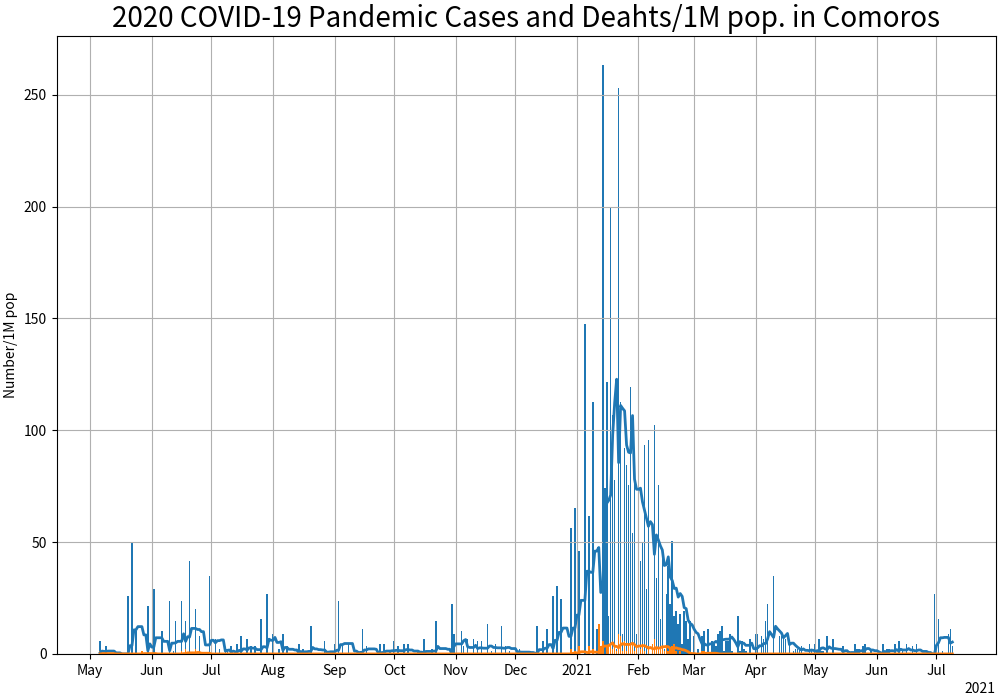 2020 COVID-19 Pandemic Cases and Deahts/1M pop. in Comoros
Number/1M pop
250
200
150
100
50
0
May Jun Jul Aug Sep Oct Nov Dec 2021 Feb Mar Apr May Jun Jul
2021